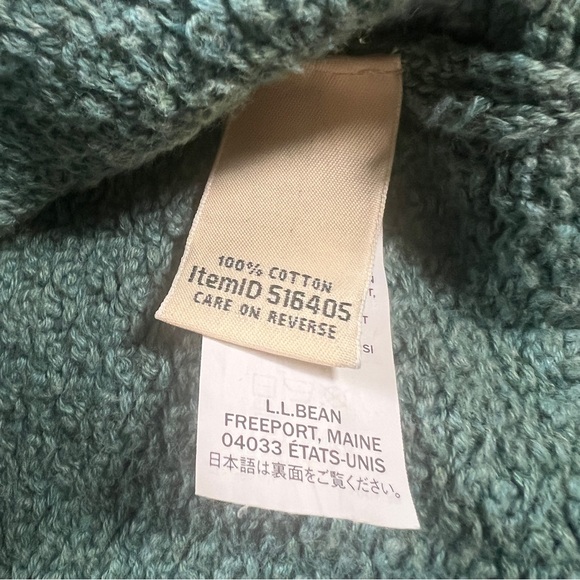 100% COTTON
ItemID 516405
CARE ON REVERSE
T
SI
L.L.BEAN
FREEPORT, MAINE
04033 ÉTATS-UNIS
日本語は裏面をご覧ください。